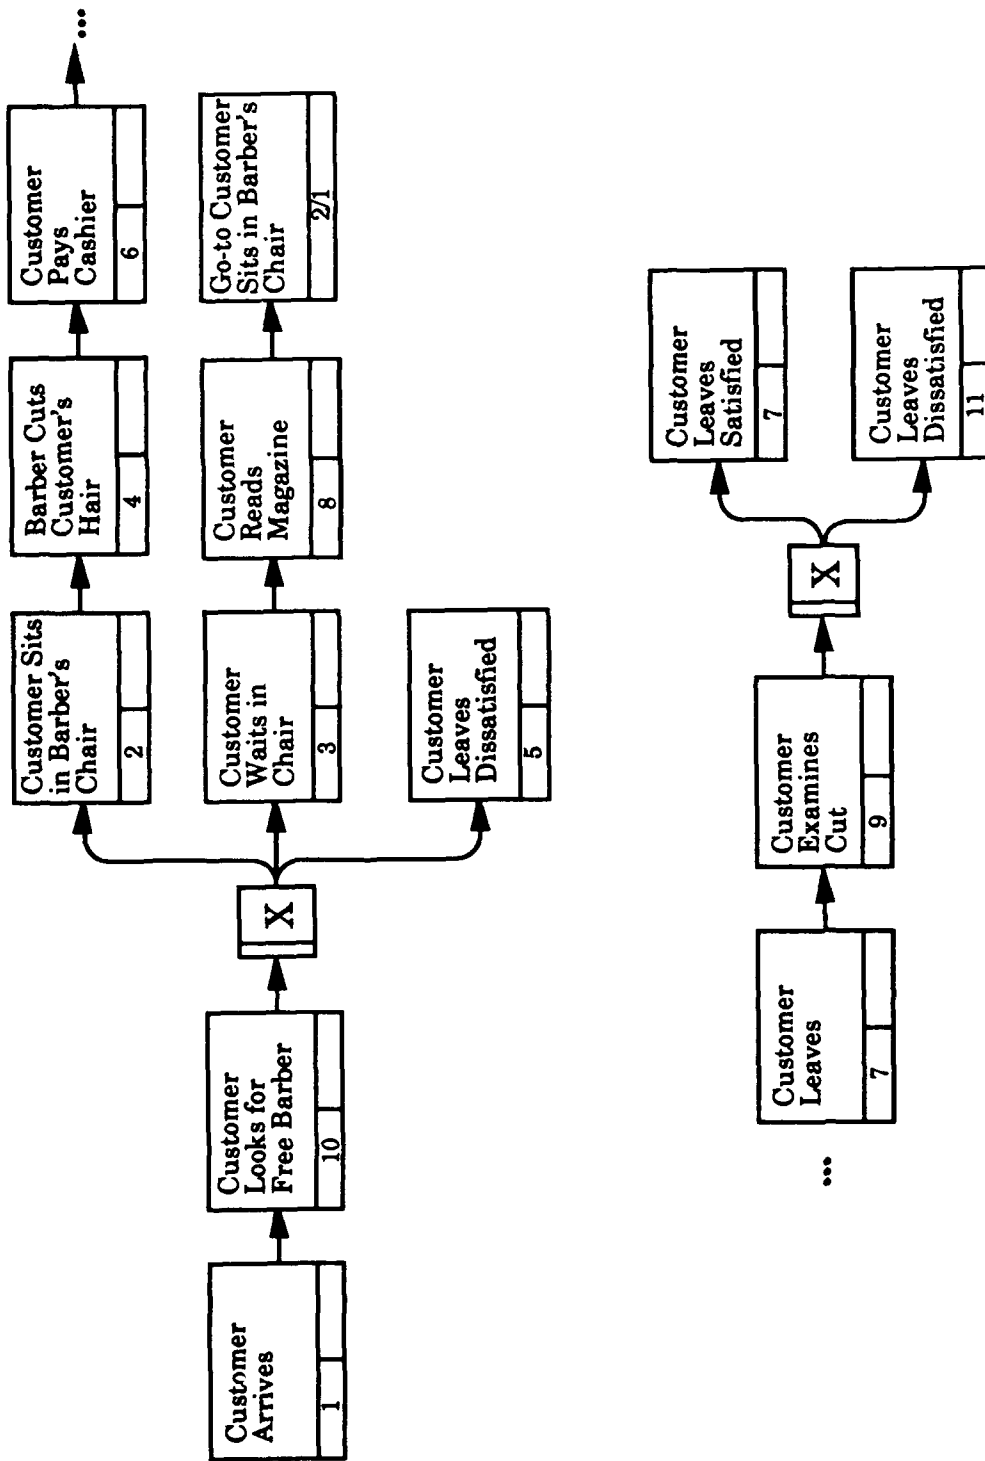 Customer
Arrives
1
Customer
Looks for
Free Barber
10
X
Customer Sits
in Barber's
Chair
2
Barber Cuts
Customer's
Hair
4
Customer
Pays
Cashier
6
...
Customer
Waits in
Chair
3
Customer
Reads
Magazine
8
Go-to Customer
Sits in Barber's
Chair
2/1
Customer
Leaves
Dissatisfied
5
...
Customer
Leaves
7
Customer
Examines
Cut
9
X
Customer
Leaves
Satisfied
7
Customer
Leaves
Dissatisfied
11